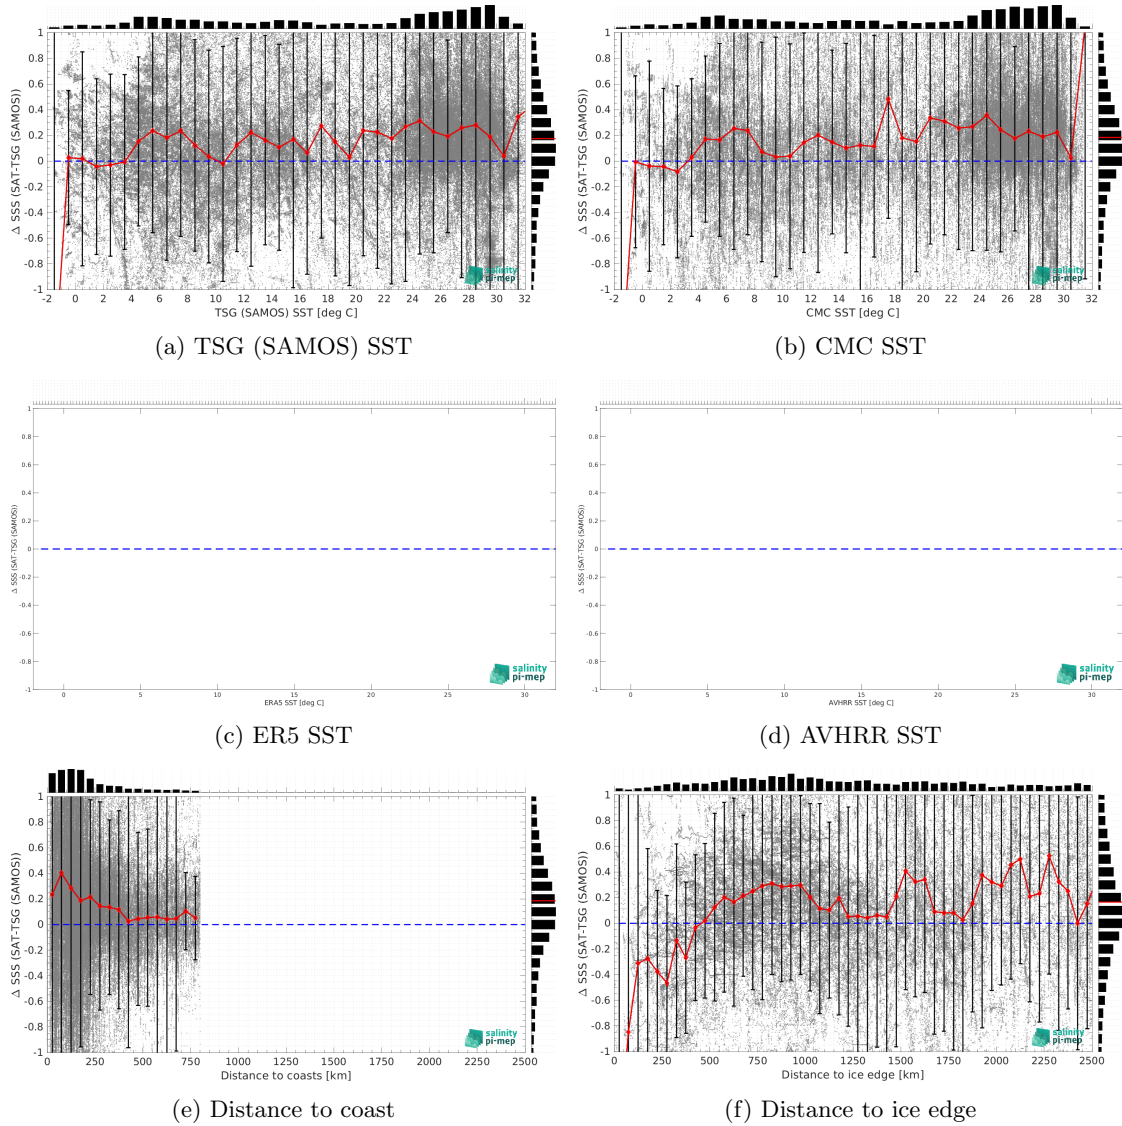 1
0.8
0.6
0.4
0.2
0
-0.2
-0.4
-0.6
-0.8
-1
Δ SSS (SAT-TSG (SAMOS))
-2 0 2 4 6 8 10 12 14 16 18 20 22 24 26 28 30 32
TSG (SAMOS) SST [deg C]
salinity
pi-mep
(a) TSG (SAMOS) SST
1
0.8
0.6
0.4
0.2
0
-0.2
-0.4
-0.6
-0.8
-1
Δ SSS (SAT-TSG (SAMOS))
-2 0 2 4 6 8 10 12 14 16 18 20 22 24 26 28 30 32
CMC SST [deg C]
salinity
pi-mep
(b) CMC SST
1
0.8
0.6
0.4
0.2
0
-0.2
-0.4
-0.6
-0.8
-1
Δ SSS (SAT-TSG (SAMOS))
0 5 10 15 20 25 30
ERA5 SST [deg C]
salinity
pi-mep
(c) ER5 SST
1
0.8
0.6
0.4
0.2
0
-0.2
-0.4
-0.6
-0.8
-1
Δ SSS (SAT-TSG (SAMOS))
0 5 10 15 20 25 30
AVHRR SST [deg C]
salinity
pi-mep
(d) AVHRR SST
1
0.8
0.6
0.4
0.2
0
-0.2
-0.4
-0.6
-0.8
-1
Δ SSS (SAT-TSG (SAMOS))
0 250 500 750 1000 1250 1500 1750 2000 2250 2500
Distance to coasts [km]
salinity
pi-mep
(e) Distance to coast
1
0.8
0.6
0.4
0.2
0
-0.2
-0.4
-0.6
-0.8
-1
Δ SSS (SAT-TSG (SAMOS))
0 250 500 750 1000 1250 1500 1750 2000 2250 2500
Distance to ice edge [km]
salinity
pi-mep
(f) Distance to ice edge